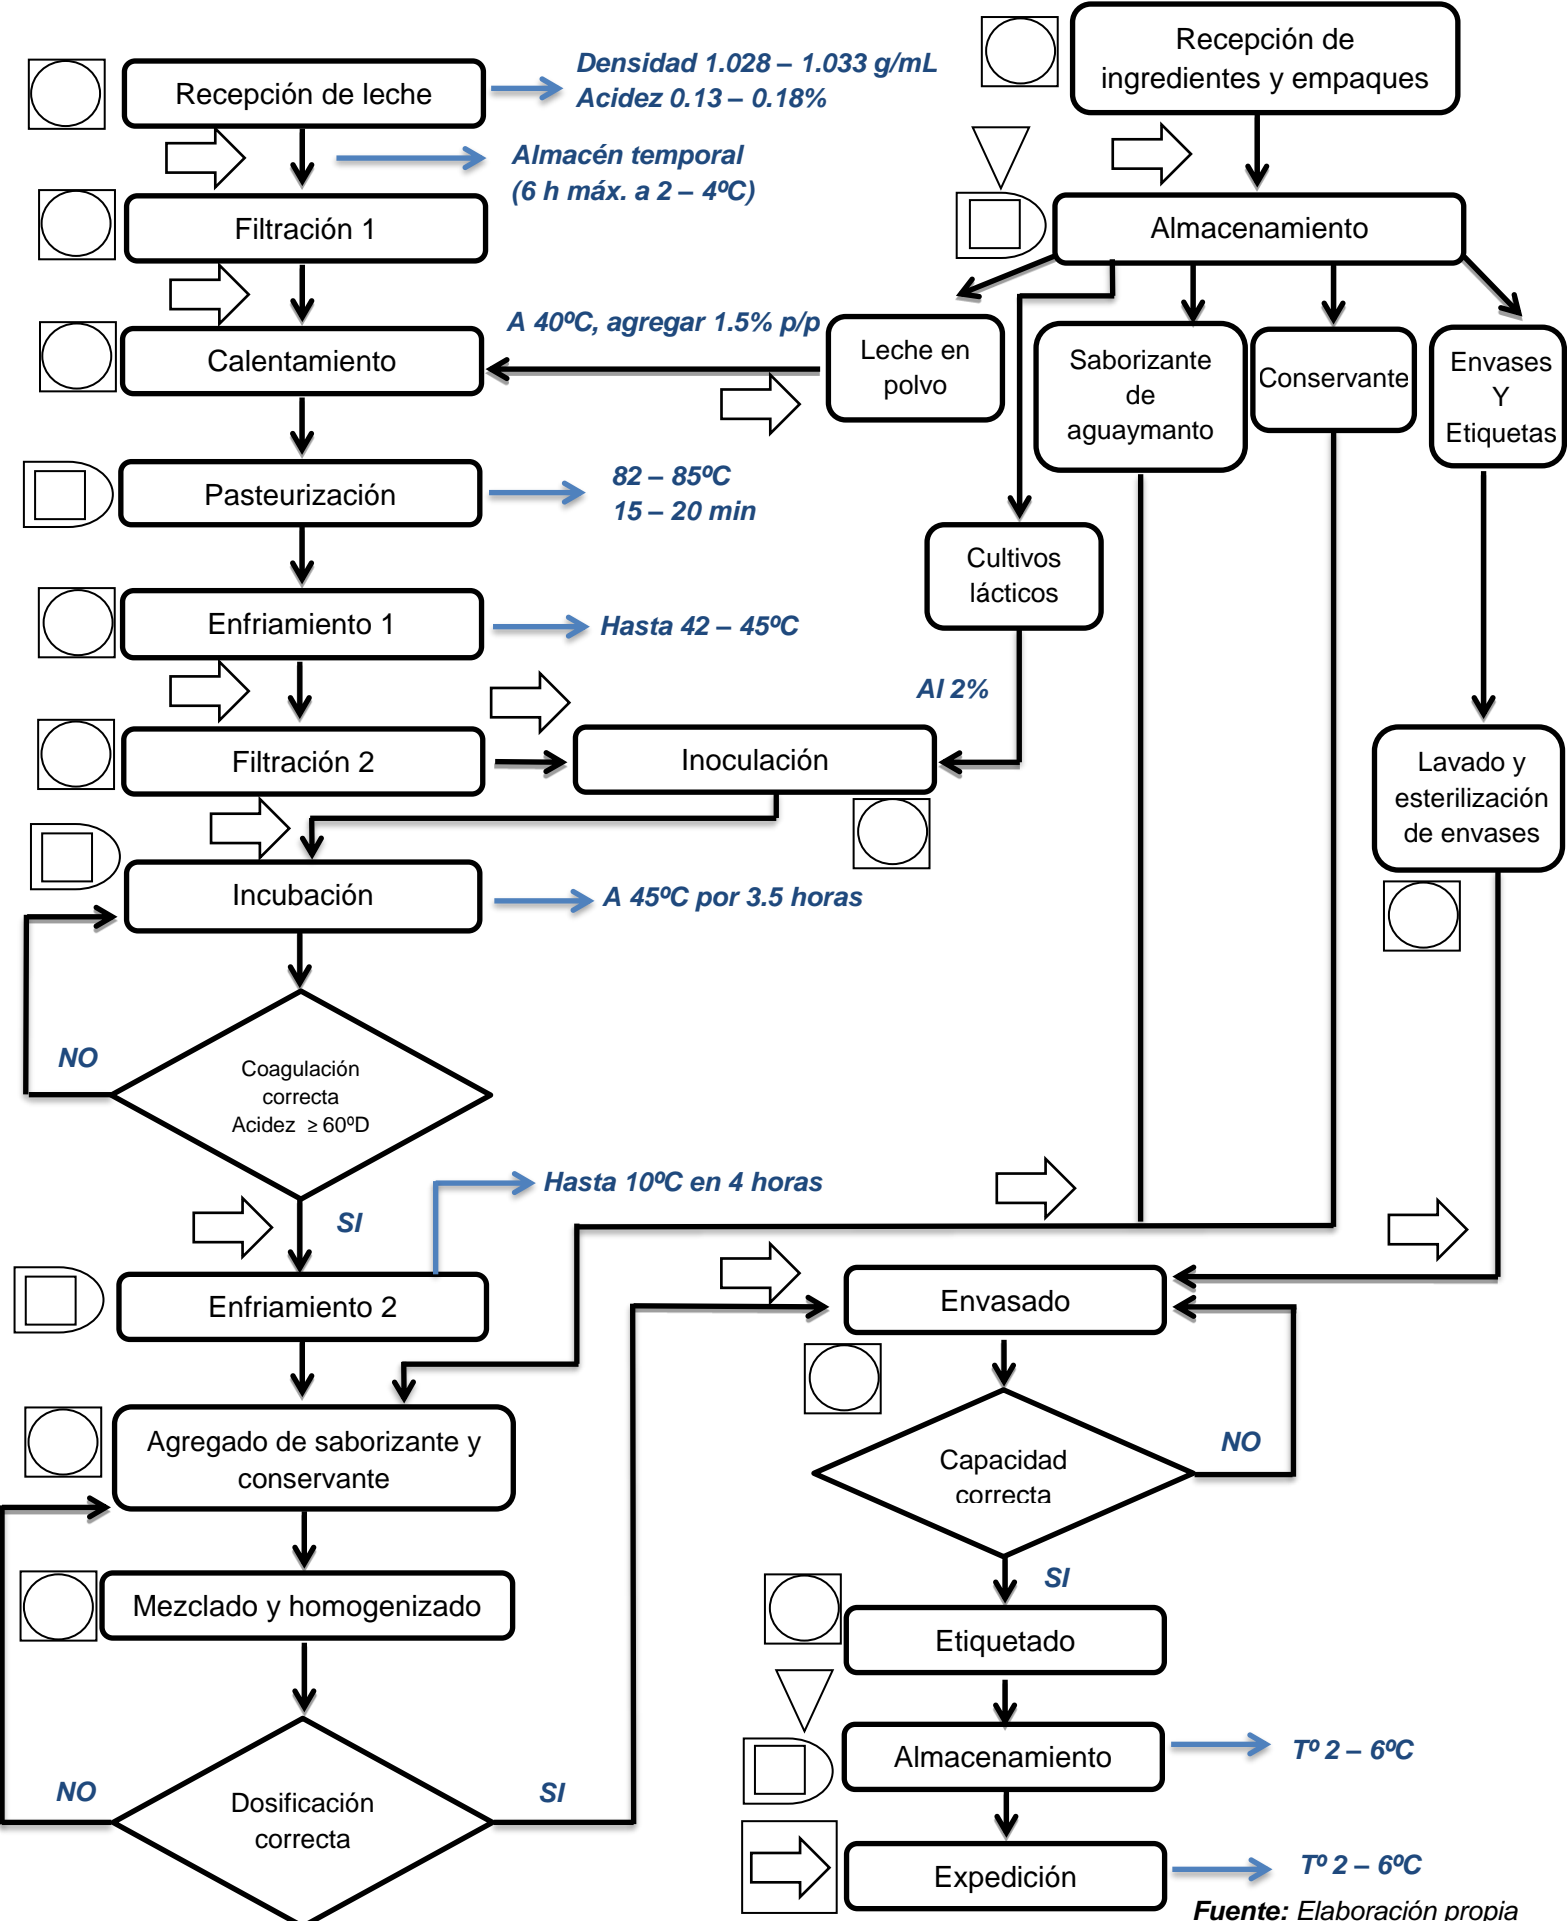 Recepción de leche
Densidad 1.028 – 1.033 g/mL
Acidez 0.13 – 0.18%
Recepción de
ingredientes y empaques
Almacén temporal
(6 h máx. a 2 – 4ºC)
Filtración 1
Almacenamiento
A 40ºC, agregar 1.5% p/p
Calentamiento
Leche en
polvo
Saborizante
de
aguaymanto
Conservante
Envases
Y
Etiquetas
Pasteurización
82 – 85ºC
15 – 20 min
Cultivos
lácticos
Enfriamiento 1
Hasta 42 – 45ºC
Al 2%
Filtración 2
Inoculación
Lavado y
esterilización
de envases
Incubación
A 45ºC por 3.5 horas
NO
Coagulación
correcta
Acidez ≥ 60ºD
Hasta 10ºC en 4 horas
SI
Enfriamiento 2
Envasado
Agregado de saborizante y
conservante
Capacidad
correcta
NO
SI
Mezclado y homogenizado
Etiquetado
Almacenamiento
Tº 2 – 6ºC
NO
Dosificación
correcta
SI
Expedición
Tº 2 – 6ºC
Fuente: Elaboración propia